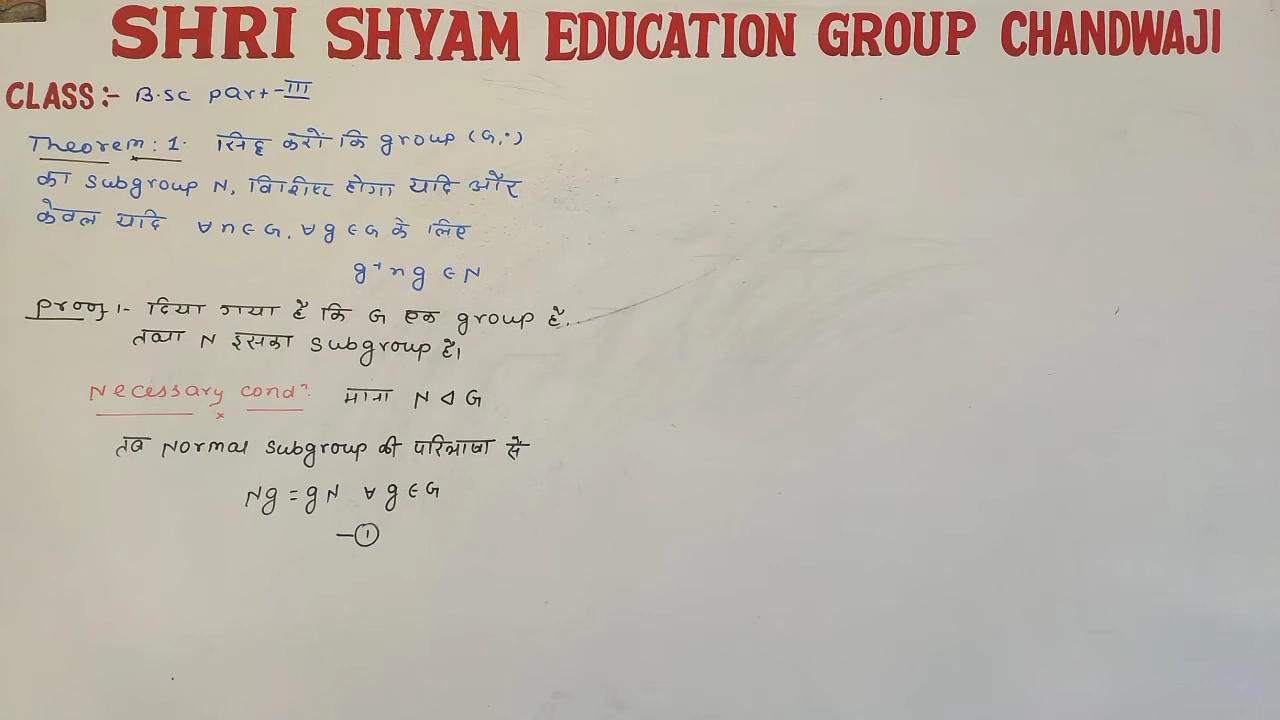 SHRI SHYAM EDUCATION GROUP CHANDWAJI
CLASS:- B.SC part-III
Theorem: 1. सिद्ध करों कि group (G, ·)
का subgroup N, विशिष्ट होगा यदि और
केवल यदि ∀ n ∈ G, ∀ g ∈ G के लिए
g⁻¹ n g ∈ N
Proof :- दिया गया है कि G एक group है.
तथा N इसका subgroup है।
Necessary condⁿ. माना N ⊲ G
तब Normal subgroup की परिभाषा से
Ng = gN ∀ g ∈ G
—①